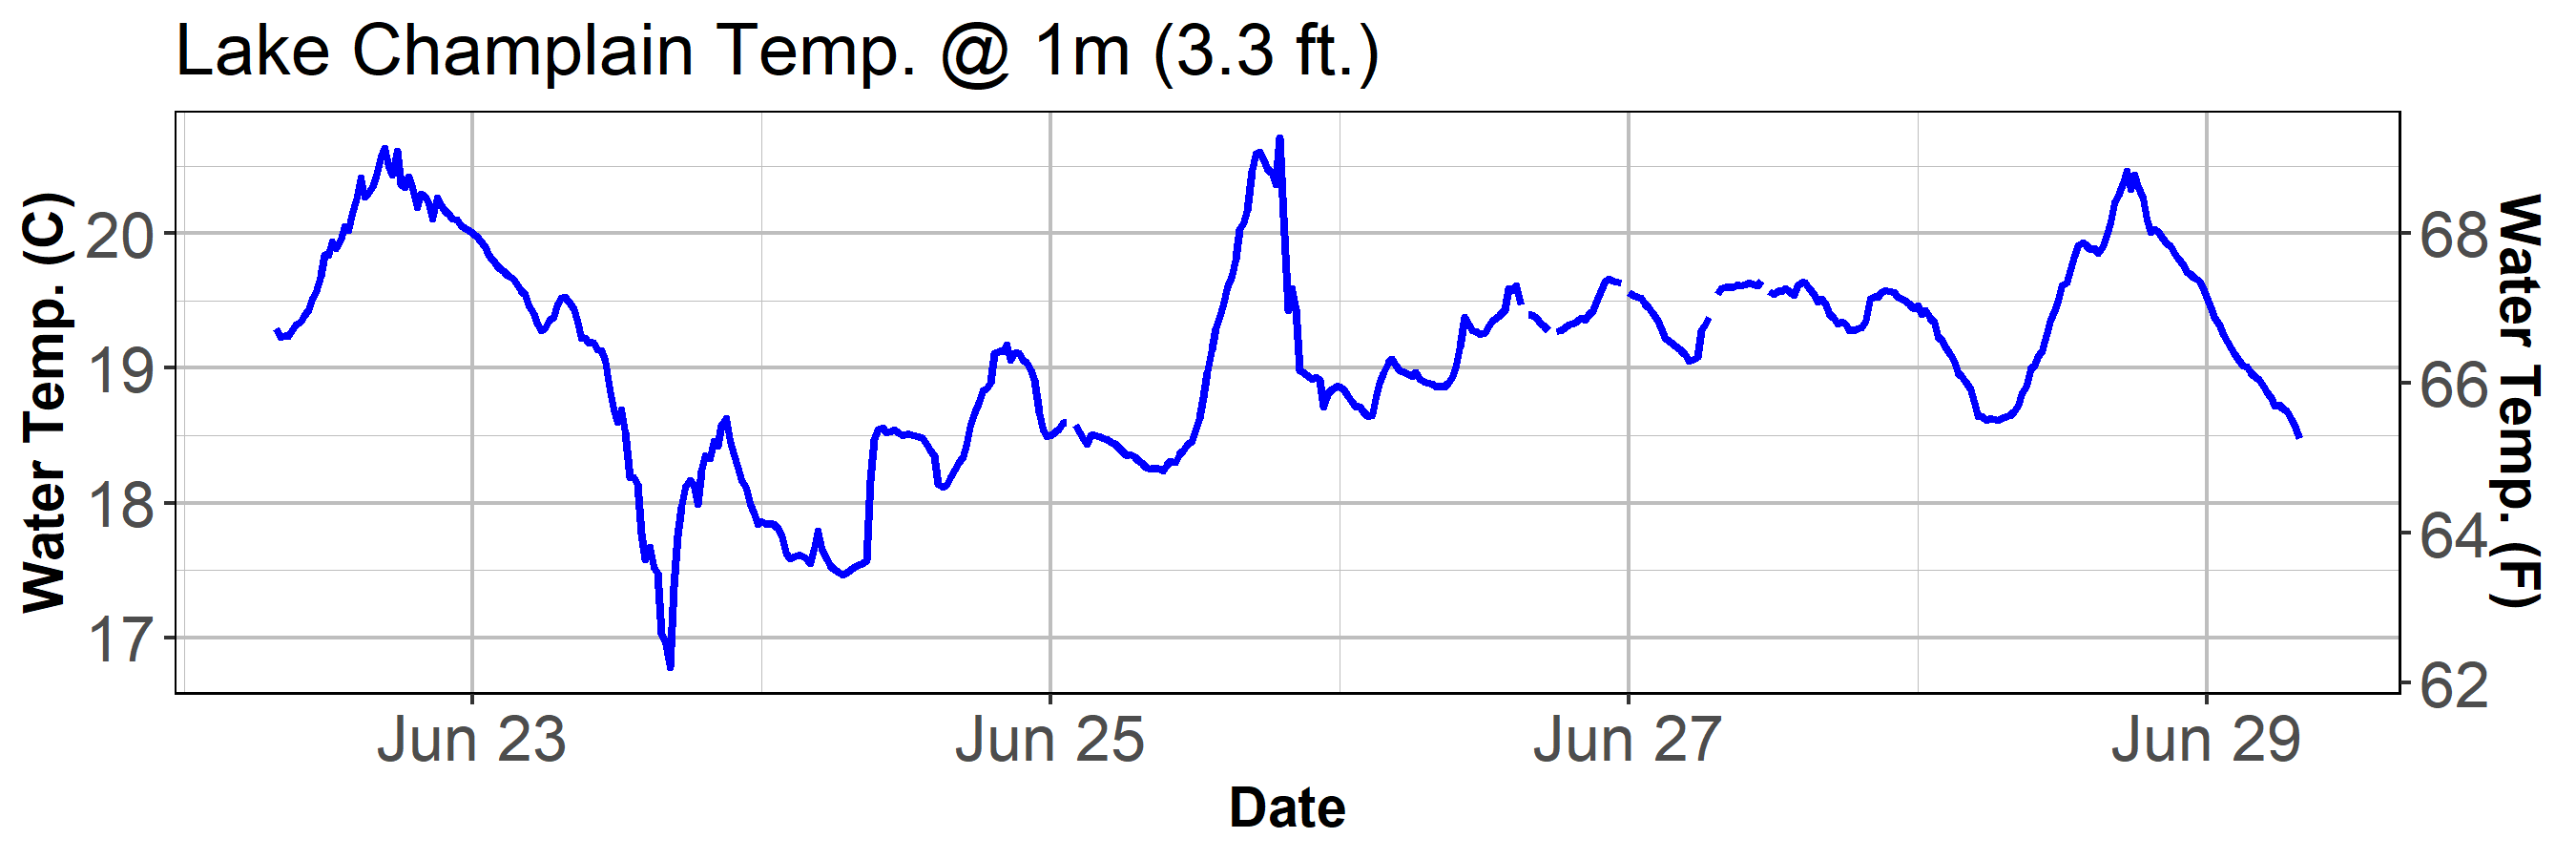 Lake Champlain Temp. @ 1m (3.3 ft.)
Water Temp. (C)
20
19
18
17
68
66
64
62
Water Temp. (F)
Jun 23 Jun 25 Jun 27 Jun 29
Date